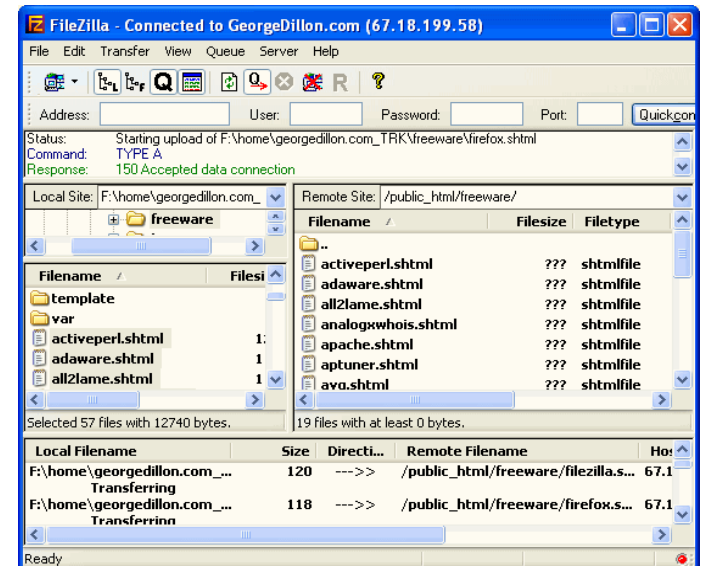 FileZilla - Connected to GeorgeDillon.com (67.18.199.58)
File Edit Transfer View Queue Server Help
Address: User: Password: Port: Quickcon
Status: Starting upload of F:\home\georgedillon.com_TRK\freeware\firefox.shtml
Command: TYPE A
Response: 150 Accepted data connection
Local Site: F:\home\georgedillon.com_
freeware
Filename Filesi
template
var
activeperl.shtml
adaware.shtml 1
all2lame.shtml 1
Selected 57 files with 12740 bytes.
Remote Site: /public_html/freeware/
Filename Filesize Filetype
..
activeperl.shtml ??? shtmlfile
adaware.shtml ??? shtmlfile
all2lame.shtml ??? shtmlfile
analogxwhois.shtml ??? shtmlfile
apache.shtml ??? shtmlfile
aptuner.shtml ??? shtmlfile
avg.shtml ??? shtmlfile
19 files with at least 0 bytes.
Local Filename Size Directi... Remote Filename Hos
F:\home\georgedillon.com_... 120 --->> /public_html/freeware/filezilla.s... 67.1
Transferring
F:\home\georgedillon.com_... 118 --->> /public_html/freeware/firefox.s... 67.1
Transferring
Ready